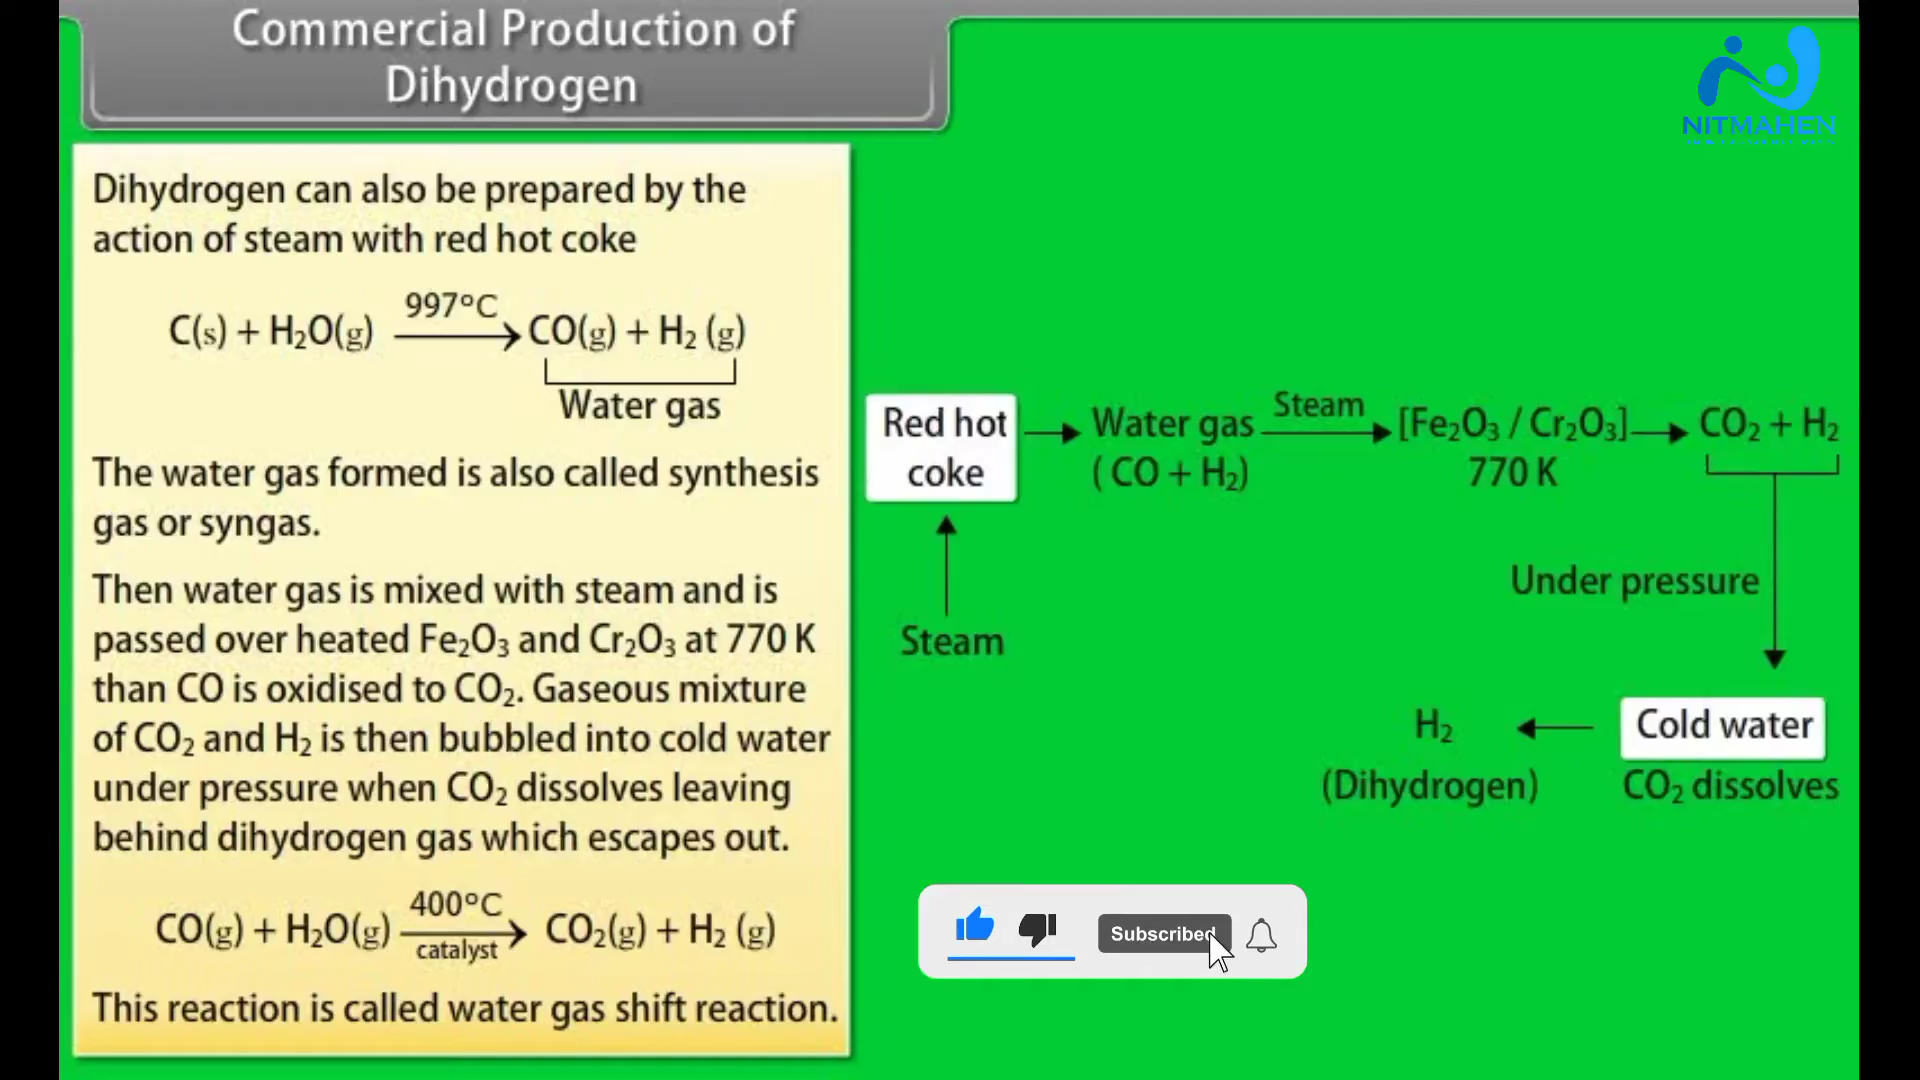 Commercial Production of
Dihydrogen
NITMAHEN
Dihydrogen can also be prepared by the
action of steam with red hot coke
997°C
C(s) + H₂O(g) ⟶ CO(g) + H₂ (g)
Water gas
The water gas formed is also called synthesis
gas or syngas.
Then water gas is mixed with steam and is
passed over heated Fe₂O₃ and Cr₂O₃ at 770 K
than CO is oxidised to CO₂. Gaseous mixture
of CO₂ and H₂ is then bubbled into cold water
under pressure when CO₂ dissolves leaving
behind dihydrogen gas which escapes out.
400°C
CO(g) + H₂O(g) ⟶ CO₂(g) + H₂ (g)
catalyst
This reaction is called water gas shift reaction.
Red hot
coke
Steam
Water gas
( CO + H₂)
Steam
[Fe₂O₃ / Cr₂O₃]
770 K
CO₂ + H₂
Under pressure
Cold water
CO₂ dissolves
H₂
(Dihydrogen)
Subscribed